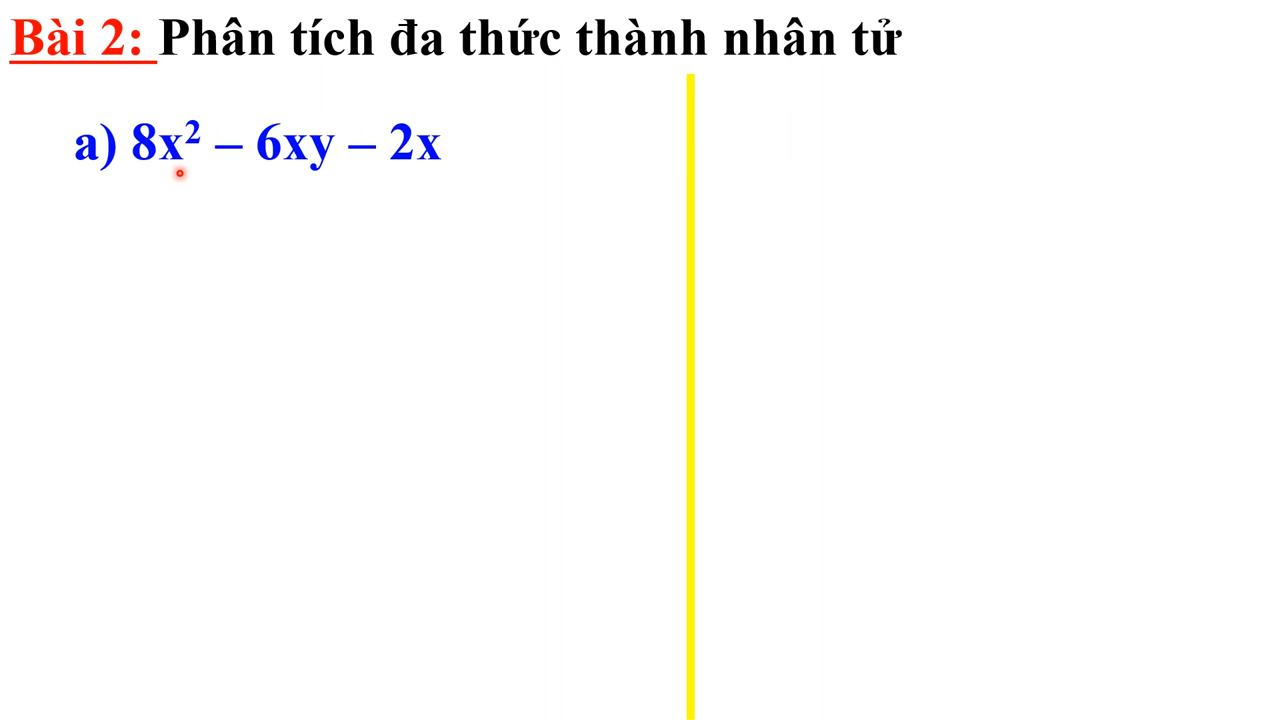 Bài 2: Phân tích đa thức thành nhân tử
a) 8x² – 6xy – 2x